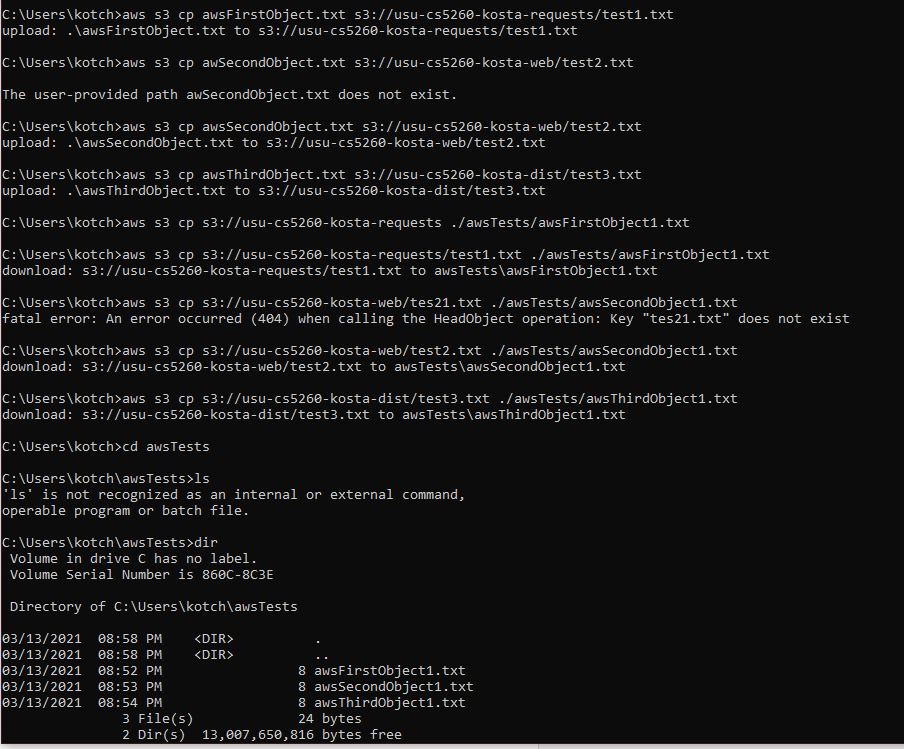 C:\Users\kotch>aws s3 cp awsFirstObject.txt s3://usu-cs5260-kosta-requests/test1.txt
upload: .\awsFirstObject.txt to s3://usu-cs5260-kosta-requests/test1.txt
C:\Users\kotch>aws s3 cp awSecondObject.txt s3://usu-cs5260-kosta-web/test2.txt
The user-provided path awSecondObject.txt does not exist.
C:\Users\kotch>aws s3 cp awsSecondObject.txt s3://usu-cs5260-kosta-web/test2.txt
upload: .\awsSecondObject.txt to s3://usu-cs5260-kosta-web/test2.txt
C:\Users\kotch>aws s3 cp awsThirdObject.txt s3://usu-cs5260-kosta-dist/test3.txt
upload: .\awsThirdObject.txt to s3://usu-cs5260-kosta-dist/test3.txt
C:\Users\kotch>aws s3 cp s3://usu-cs5260-kosta-requests ./awsTests/awsFirstObject1.txt
C:\Users\kotch>aws s3 cp s3://usu-cs5260-kosta-requests/test1.txt ./awsTests/awsFirstObject1.txt
download: s3://usu-cs5260-kosta-requests/test1.txt to awsTests\awsFirstObject1.txt
C:\Users\kotch>aws s3 cp s3://usu-cs5260-kosta-web/tes21.txt ./awsTests/awsSecondObject1.txt
fatal error: An error occurred (404) when calling the HeadObject operation: Key "tes21.txt" does not exist
C:\Users\kotch>aws s3 cp s3://usu-cs5260-kosta-web/test2.txt ./awsTests/awsSecondObject1.txt
download: s3://usu-cs5260-kosta-web/test2.txt to awsTests\awsSecondObject1.txt
C:\Users\kotch>aws s3 cp s3://usu-cs5260-kosta-dist/test3.txt ./awsTests/awsThirdObject1.txt
download: s3://usu-cs5260-kosta-dist/test3.txt to awsTests\awsThirdObject1.txt
C:\Users\kotch>cd awsTests
C:\Users\kotch\awsTests>ls
'ls' is not recognized as an internal or external command,
operable program or batch file.
C:\Users\kotch\awsTests>dir
 Volume in drive C has no label.
 Volume Serial Number is 860C-8C3E
 Directory of C:\Users\kotch\awsTests
03/13/2021  08:58 PM    <DIR>          .
03/13/2021  08:58 PM    <DIR>          ..
03/13/2021  08:52 PM                 8 awsFirstObject1.txt
03/13/2021  08:53 PM                 8 awsSecondObject1.txt
03/13/2021  08:54 PM                 8 awsThirdObject1.txt
               3 File(s)             24 bytes
               2 Dir(s)  13,007,650,816 bytes free